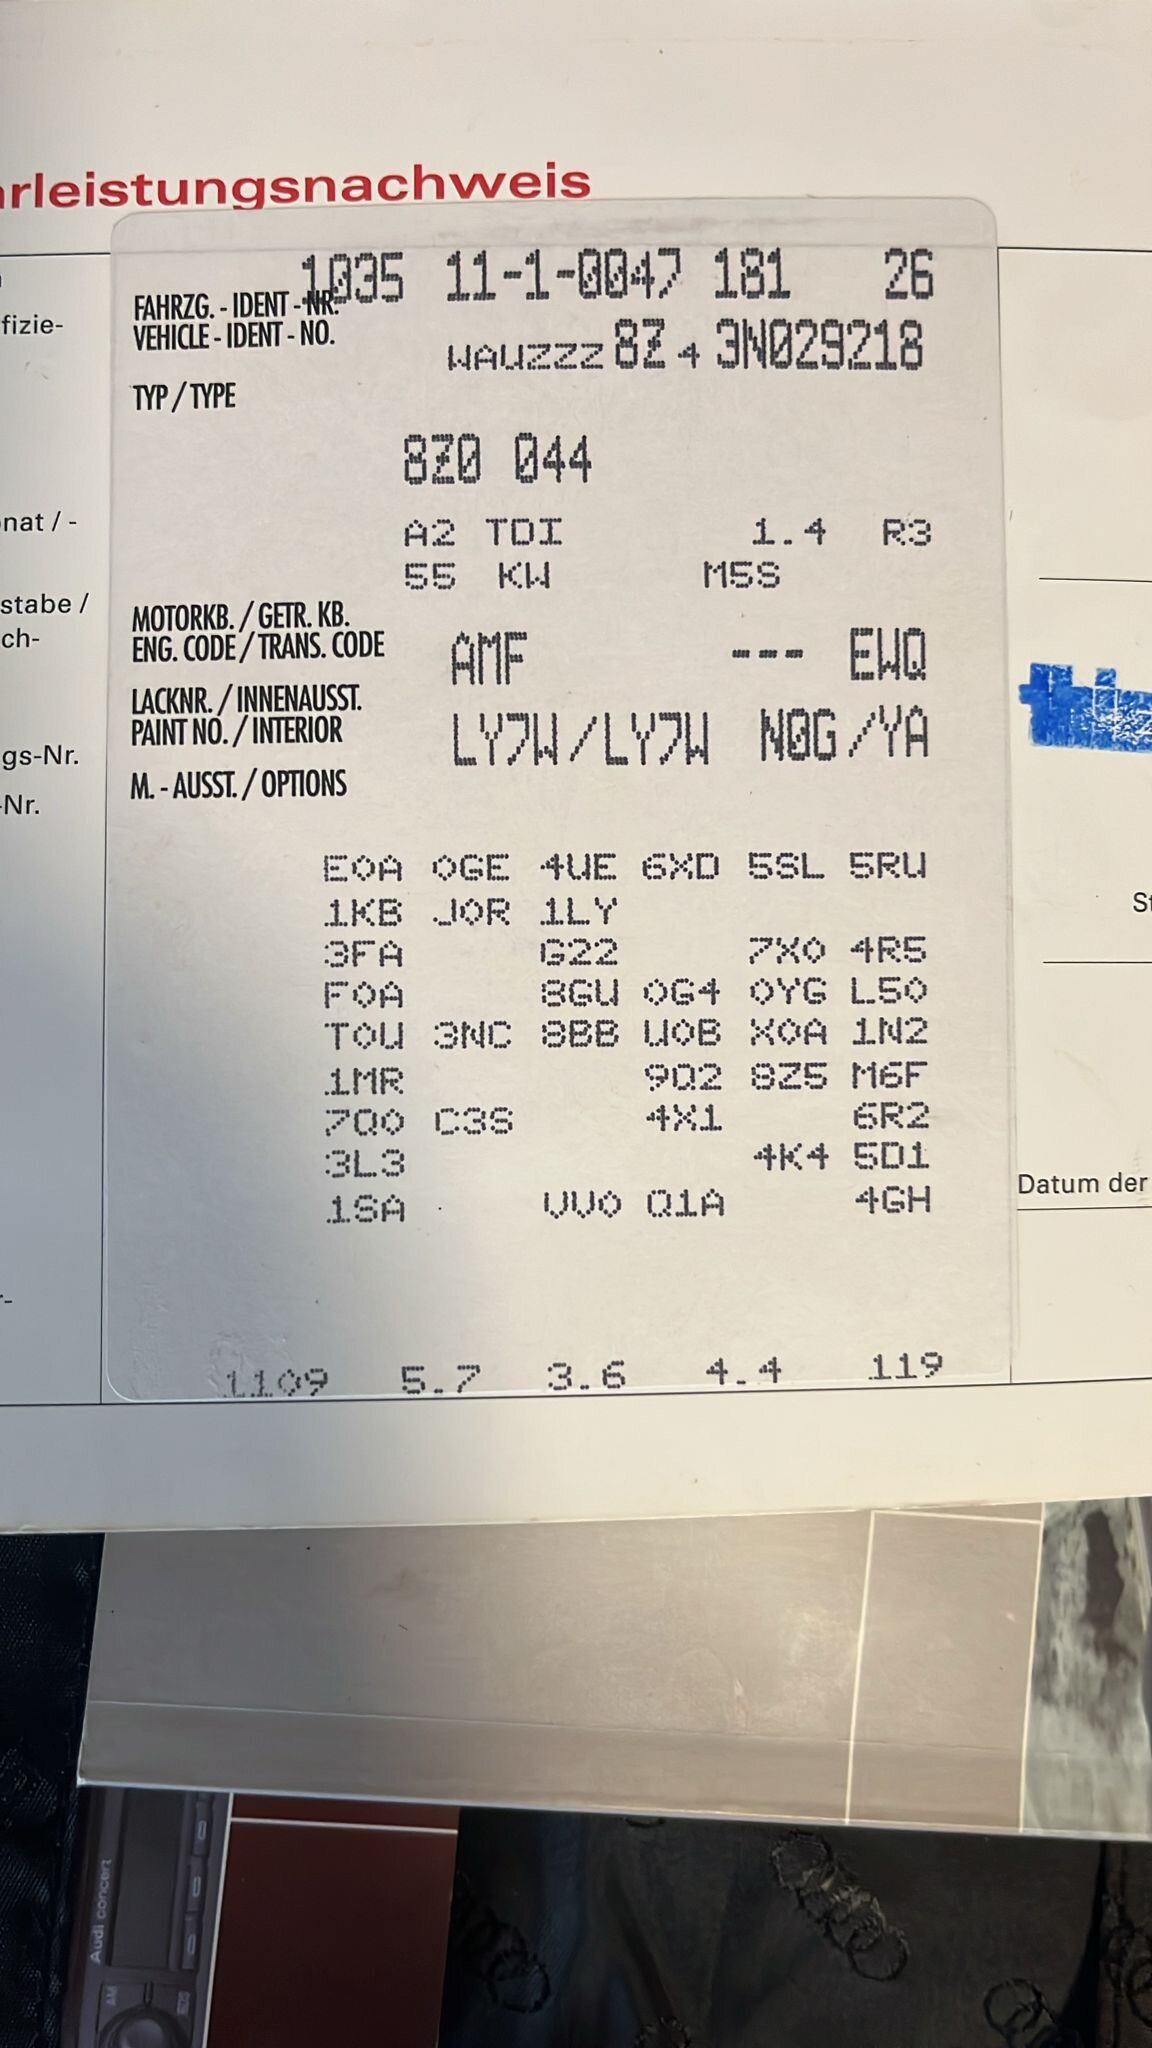 arleistungsnachweis
1035 11-1-0047 181 26
FAHRZG. - IDENT - NR.
VEHICLE - IDENT - NO.
WAUZZZ 8Z 4 3N029218
TYP / TYPE
8Z0 044
A2 TDI 1.4 R3
55 KW M5S
MOTORKB. / GETR. KB.
ENG. CODE / TRANS. CODE
AMF --- EWQ
LACKNR. / INNENAUSST.
PAINT NO. / INTERIOR
LY7W/LY7W N0G/YA
M. - AUSST. / OPTIONS
E0A 0GE 4UE 6XD 5SL 5RU
1KB J0R 1LY
3FA G22 7X0 4R5
F0A 8GU 0G4 0YG L50
T0U 3NC 8BB U0B X0A 1N2
1MR 9Q2 8Z5 M6F
7Q0 C3S 4X1 6R2
3L3 4K4 5D1
1SA VV0 Q1A 4GH
1109 5.7 3.6 4.4 119
fizie-
nat / -
stabe /
ch-
gs-Nr.
-Nr.
r-
St
Datum der
Audi concert
AM